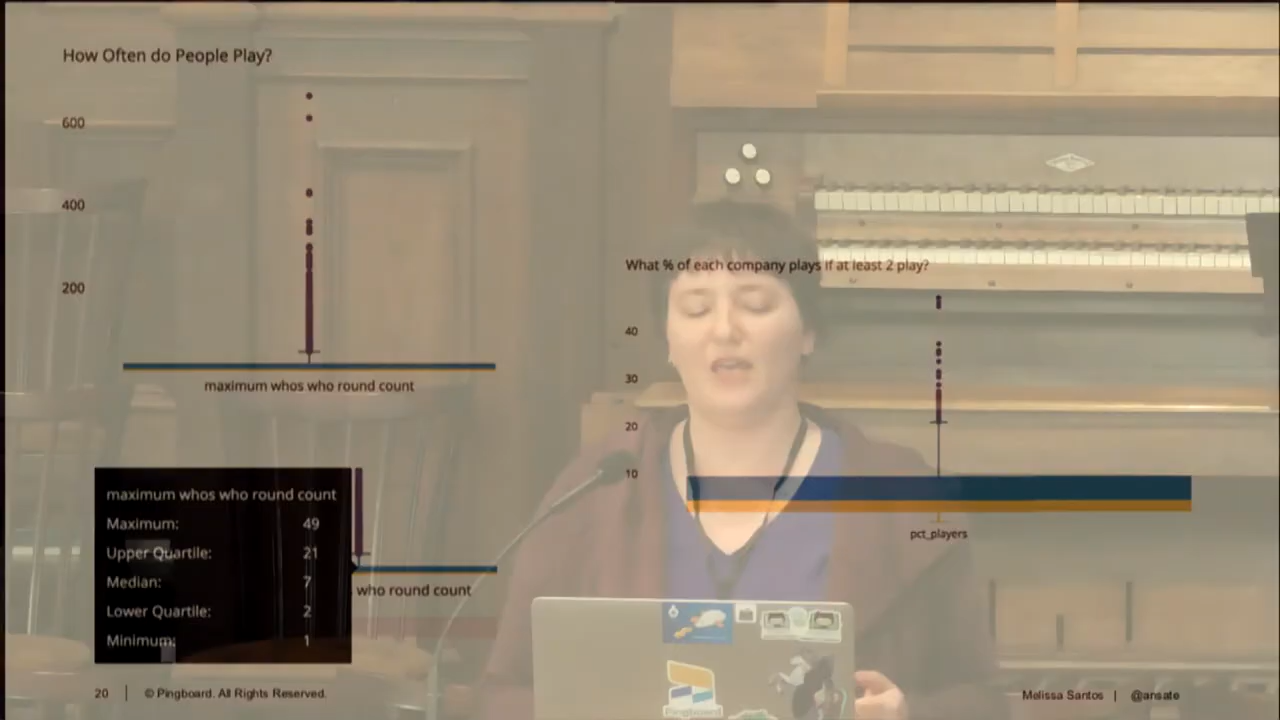 How Often do People Play?
600
400
200
maximum whos who round count
What % of each company plays if at least 2 play?
40
30
20
10
pct_players
maximum whos who round count
Maximum: 49
Upper Quartile: 21
Median: 7
Lower Quartile: 2
Minimum: 1
who round count
20 | © Pingboard. All Rights Reserved.
Melissa Santos | @ansate
Pingboard